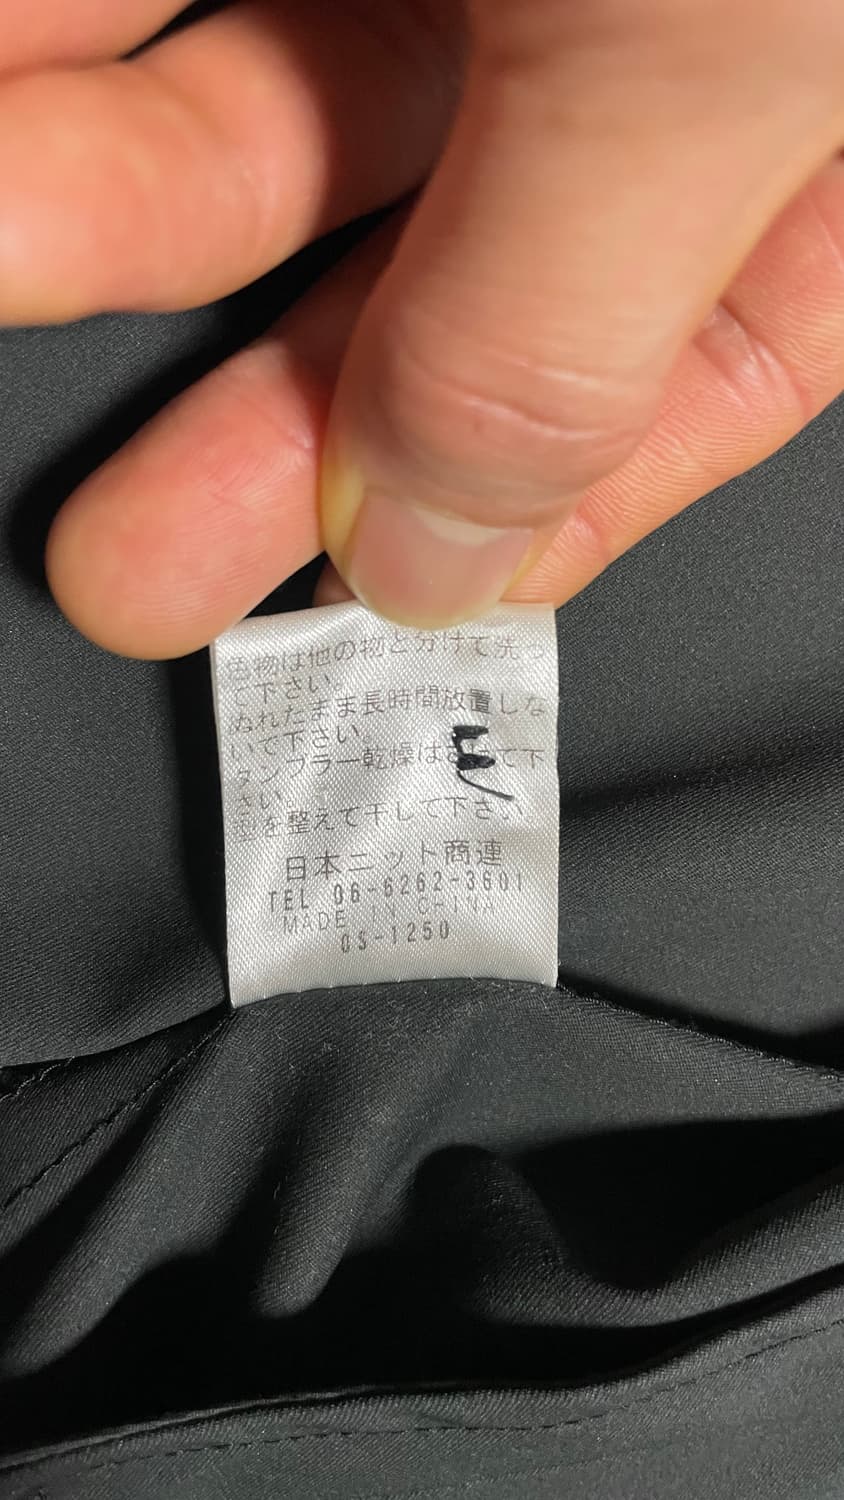 色物は他の物と分けて洗っ
て下さい
ぬれたまま長時間放置しな
いで下さい。
タンブラー乾燥は て下
さい。
型を整えて干して下さい
日本ニット商連
TEL 06-6262-3601
MADE IN CHINA
OS-1250